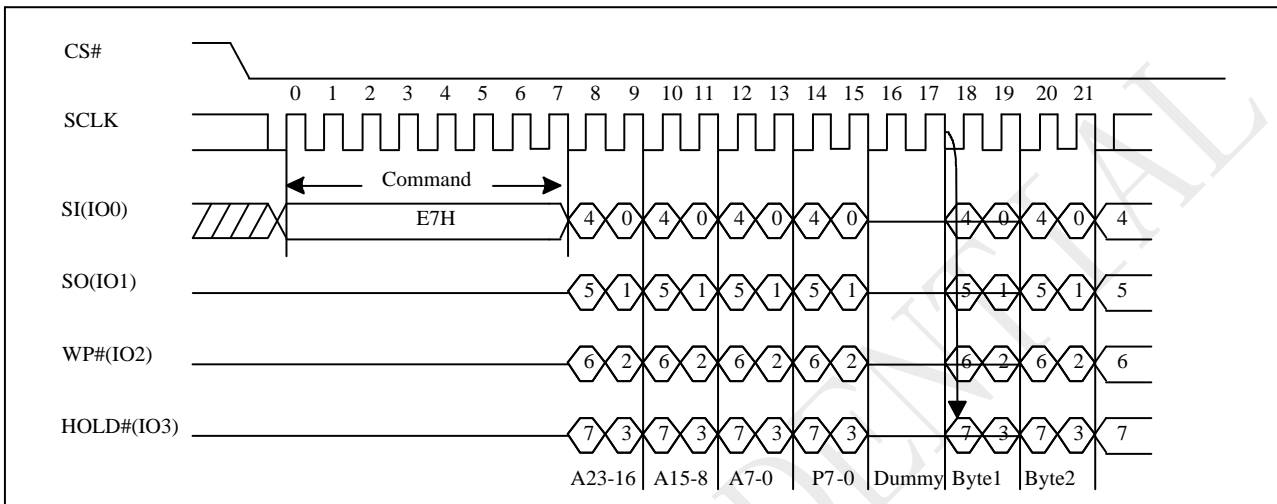 CS#
0 1 2 3 4 5 6 7 8 9 10 11 12 13 14 15 16 17 18 19 20 21
SCLK
Command
SI(IO0) E7H 4 0 4 0 4 0 4 0 4 0 4 0 4
SO(IO1) 5 1 5 1 5 1 5 1 5 1 5 1 5
WP#(IO2) 6 2 6 2 6 2 6 2 6 2 6 2 6
HOLD#(IO3) 7 3 7 3 7 3 7 3 7 3 7 3 7
A23-16 A15-8 A7-0 P7-0 Dummy Byte1 Byte2
DENTIAL